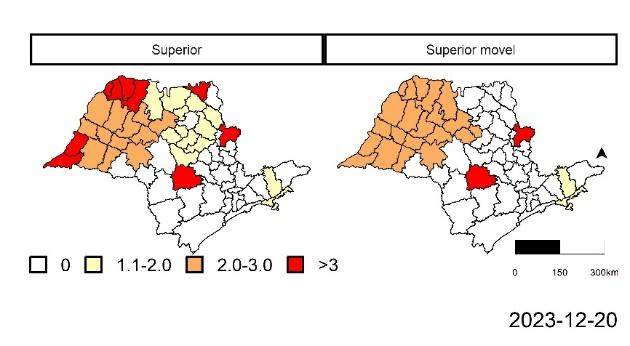 Superior
Superior movel
0 1.1-2.0 2.0-3.0 >3
0 150 300km
2023-12-20